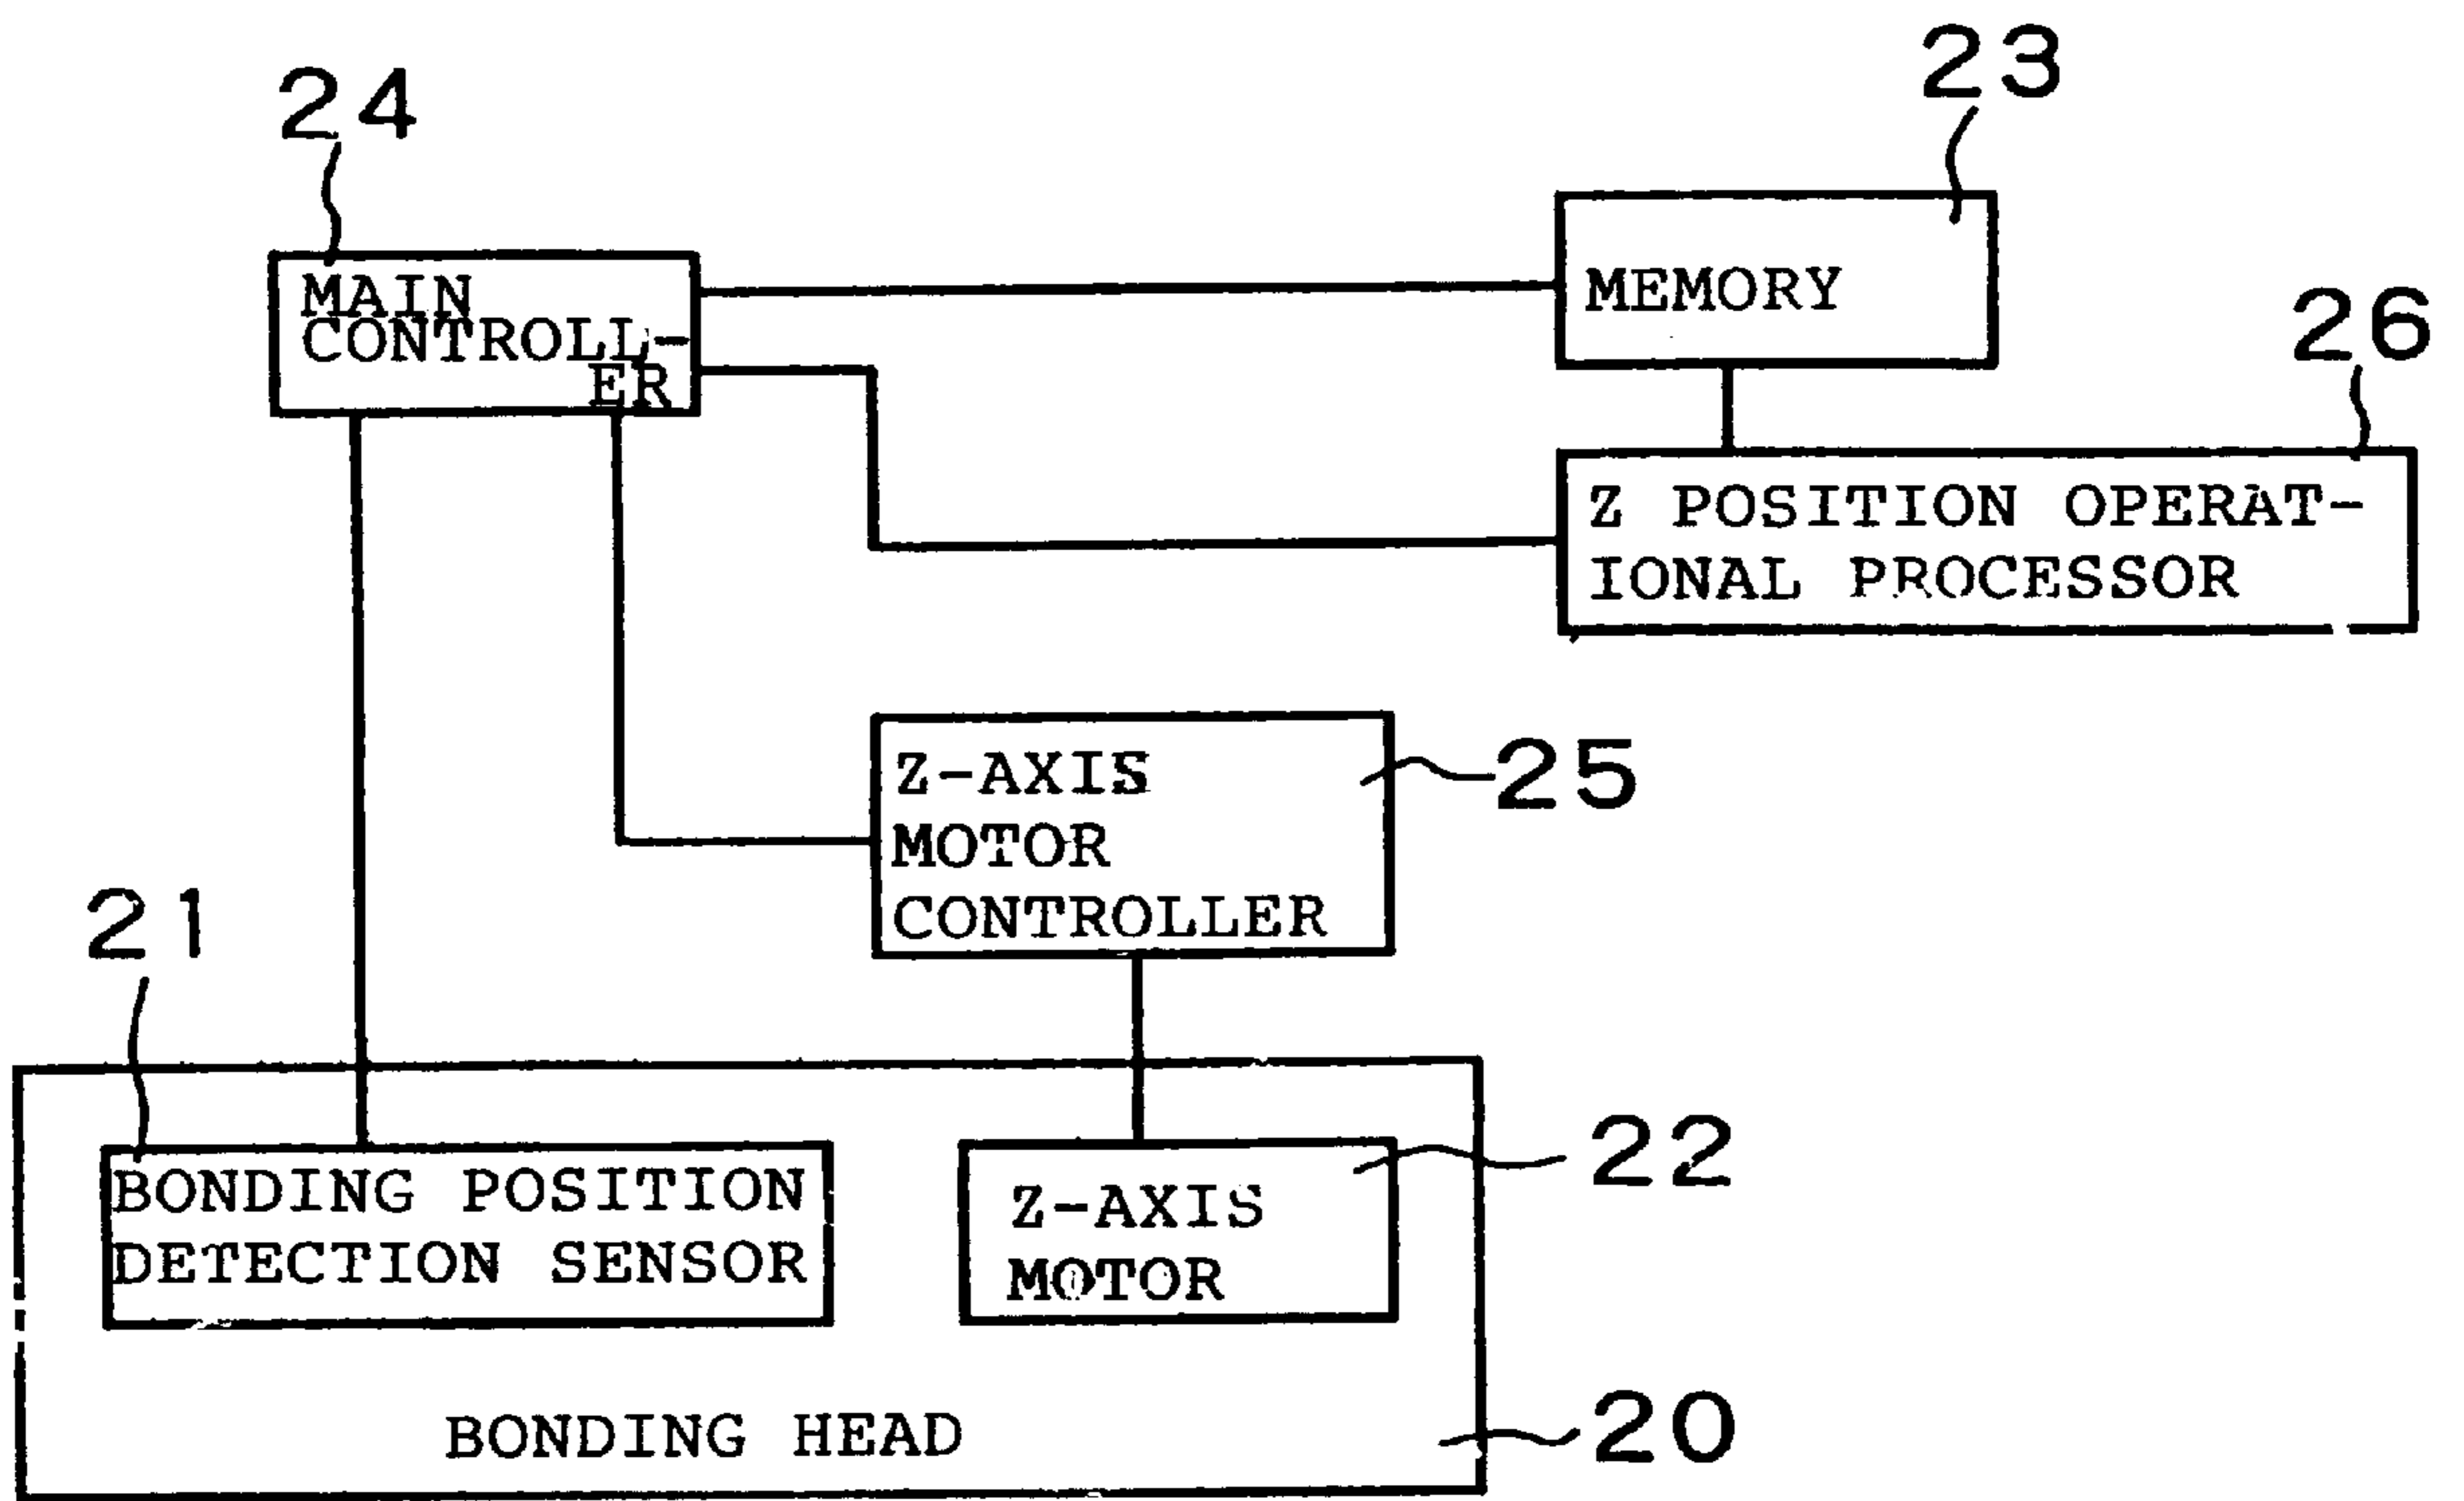 24
23
MAIN
CONTROLL-
ER
MEMORY
26
Z POSITION OPERAT-
IONAL PROCESSOR
Z-AXIS
MOTOR
CONTROLLER
25
21
BONDING POSITION
DETECTION SENSOR
Z-AXIS
MOTOR
22
BONDING HEAD
20